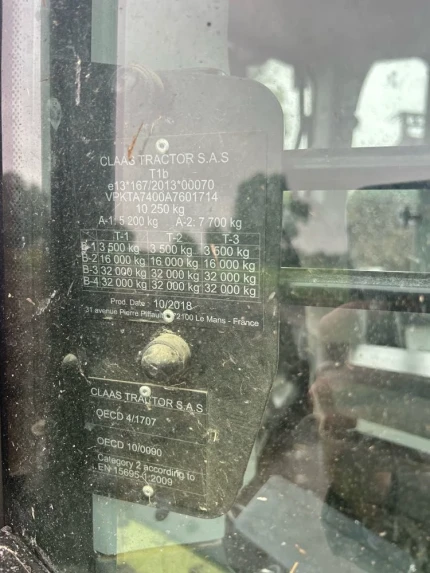 CLAAS TRACTOR S.A.S
T1b
e13*167/2013*00070
VPKTA7400A7601714
10 250 kg
A-1: 5 200 kg A-2: 7 700 kg
T-1 T-2 T-3
B-1 3 500 kg 3 500 kg 3 500 kg
B-2 16 000 kg 16 000 kg 16 000 kg
B-3 32 000 kg 32 000 kg 32 000 kg
B-4 32 000 kg 32 000 kg 32 000 kg
Prod. Date 10/2018
31 avenue Pierre Piffault 72100 Le Mans - France
CLAAS TRACTOR S.A.S
OECD 4/1707
OECD 10/0090
Category 2 according to
EN 15695-1:2009